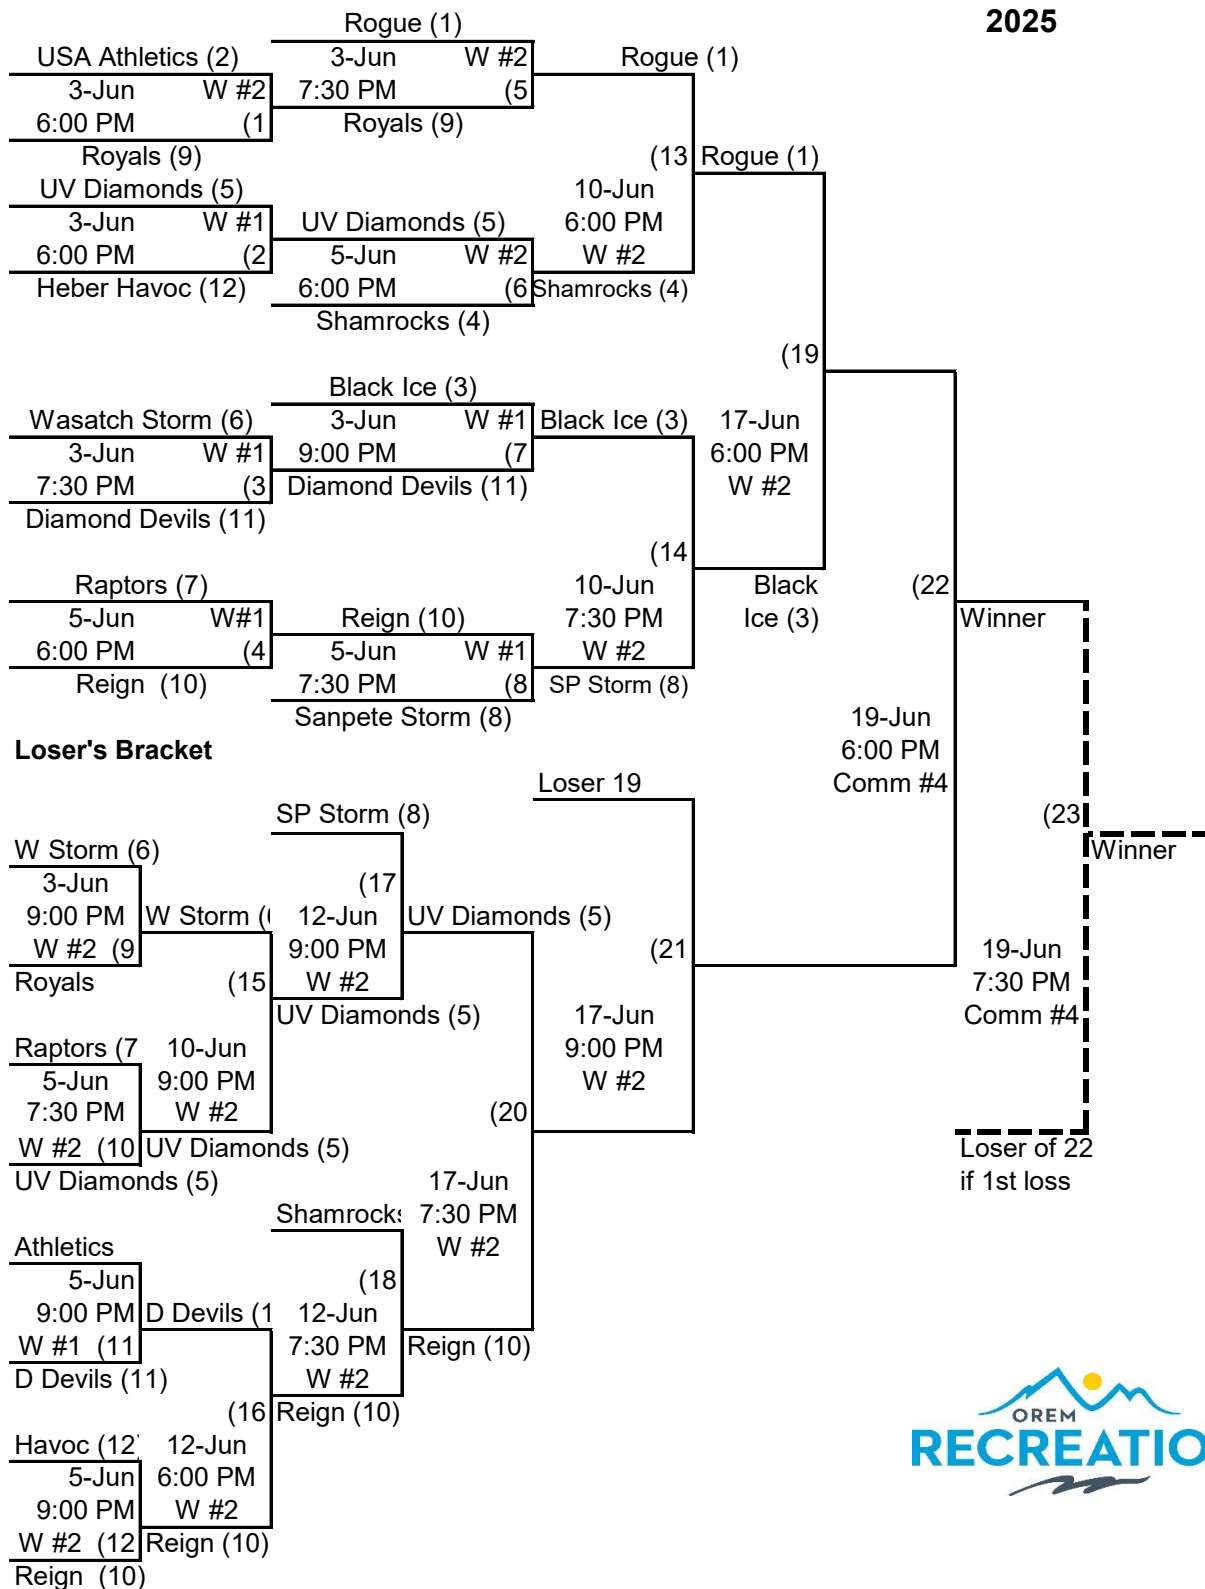 2025
Rogue (1)
USA Athletics (2)
3-Jun W #2
Rogue (1)
3-Jun W #2
7:30 PM (5
6:00 PM (1
Royals (9)
Royals (9)
(13 Rogue (1)
UV Diamonds (5)
10-Jun
3-Jun W #1
UV Diamonds (5)
6:00 PM
6:00 PM (2
5-Jun W #2
W #2
Heber Havoc (12)
6:00 PM (6
Shamrocks (4)
Shamrocks (4)
(19
Black Ice (3)
Wasatch Storm (6)
3-Jun W #1
Black Ice (3)
17-Jun
3-Jun W #1
9:00 PM (7
6:00 PM
7:30 PM (3
Diamond Devils (11)
W #2
Diamond Devils (11)
(14
Raptors (7)
10-Jun
Black
(22
5-Jun W#1
Reign (10)
7:30 PM
Ice (3)
Winner
6:00 PM (4
5-Jun W #1
W #2
Reign (10)
7:30 PM (8
SP Storm (8)
Sanpete Storm (8)
19-Jun
Loser's Bracket
6:00 PM
Loser 19
Comm #4
SP Storm (8)
(23
W Storm (6)
Winner
3-Jun
(17
9:00 PM
W Storm (
12-Jun
UV Diamonds (5)
W #2 (9
9:00 PM
(21
19-Jun
Royals
(15
W #2
7:30 PM
UV Diamonds (5)
17-Jun
Comm #4
Raptors (7
10-Jun
9:00 PM
5-Jun
9:00 PM
W #2
7:30 PM
W #2
(20
W #2 (10
UV Diamonds (5)
Loser of 22
UV Diamonds (5)
17-Jun
if 1st loss
Shamrocks
7:30 PM
Athletics
W #2
5-Jun
(18
9:00 PM
D Devils (1
12-Jun
W #1 (11
7:30 PM
Reign (10)
D Devils (11)
W #2
(16
Reign (10)
Havoc (12)
12-Jun
5-Jun
6:00 PM
9:00 PM
W #2
W #2 (12
Reign (10)
Reign (10)
OREM
RECREATIO